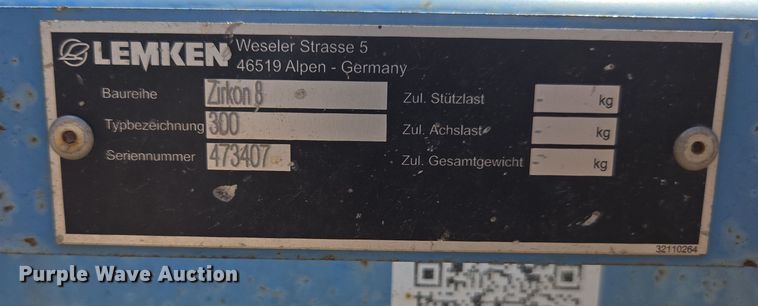 LEMKEN
Weseler Strasse 5
46519 Alpen - Germany
Baureihe Zirkon 8
Typbezeichnung 300
Seriennummer 473407
Zul. Stützlast - kg
Zul. Achslast - kg
Zul. Gesamtgewicht - kg
32110264
Purple Wave Auction